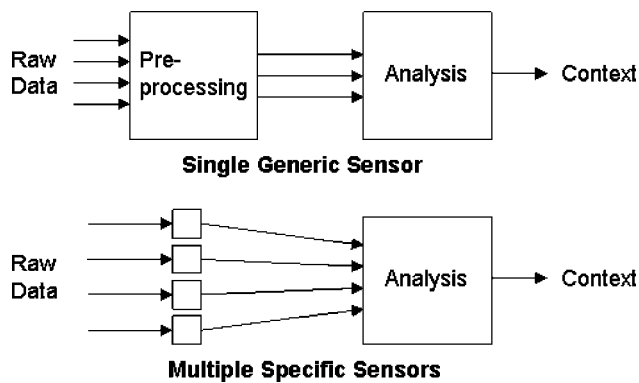 Raw
Data
Pre-
processing
Analysis
Context
Single Generic Sensor
Raw
Data
Analysis
Context
Multiple Specific Sensors